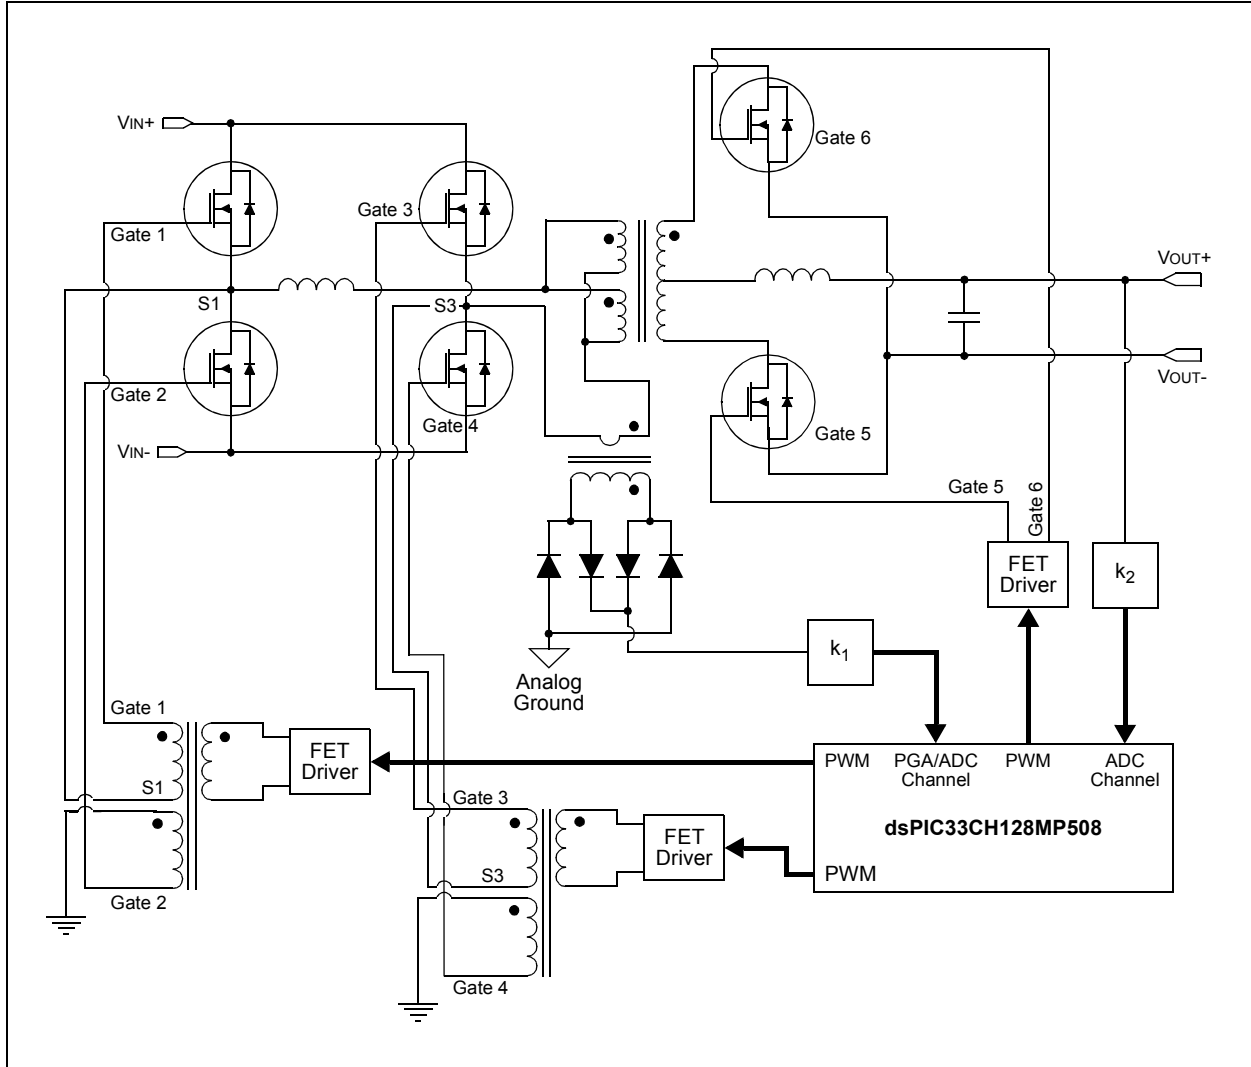 Gate 6
VIN+
Gate 3
Gate 1
VOUT+
S1
S3
VOUT-
Gate 2
Gate 4
Gate 5
VIN-
Gate 5
Gate 6
FET
Driver
k2
k1
Analog
Ground
Gate 1
FET
Driver
PWM
PGA/ADC
Channel
PWM
ADC
Channel
S1
Gate 3
dsPIC33CH128MP508
FET
Driver
S3
PWM
Gate 2
Gate 4